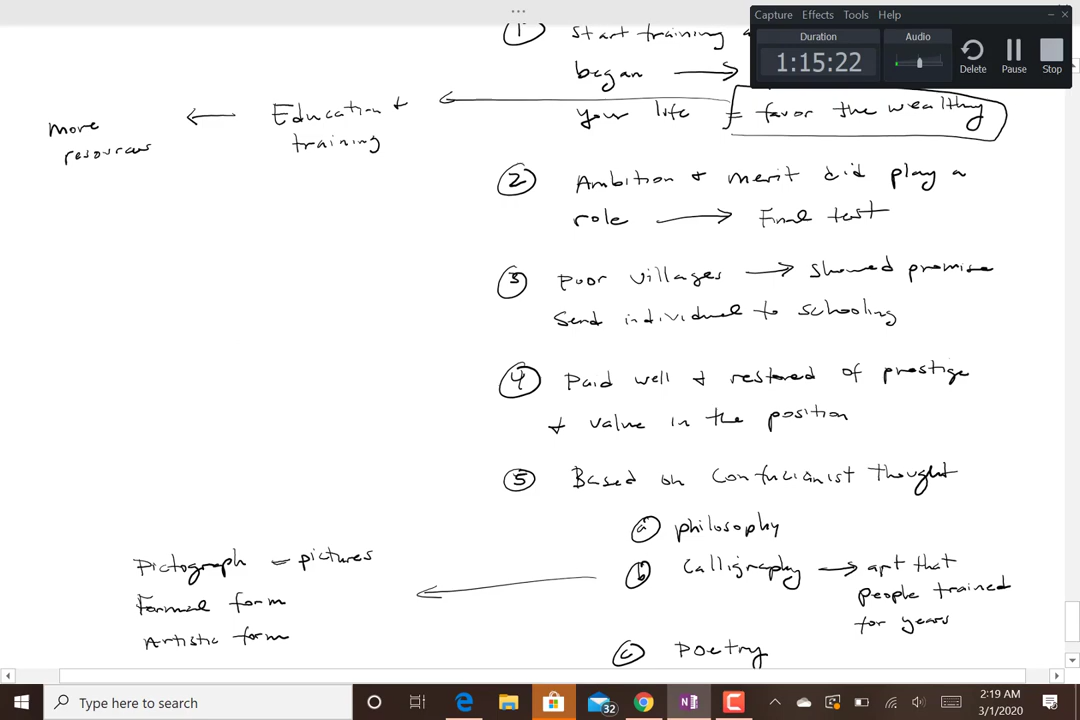 Capture Effects Tools Help
Duration
Audio
1:15:22
Delete Pause Stop
① Start training
began →
your life = favor the wealthy
Education +
training
more
resources
② Ambition + merit did play a
role → Final test
③ Poor villages → showed promise
Send individual to schooling
④ Paid well + restored of prestige
+ value in the position
⑤ Based on Confucianist thought
ⓐ philosophy
ⓑ Calligraphy → art that
people trained
for years
Pictograph = pictures
Formal form
Artistic form
ⓒ Poetry
Type here to search
32
2:19 AM
3/1/2020